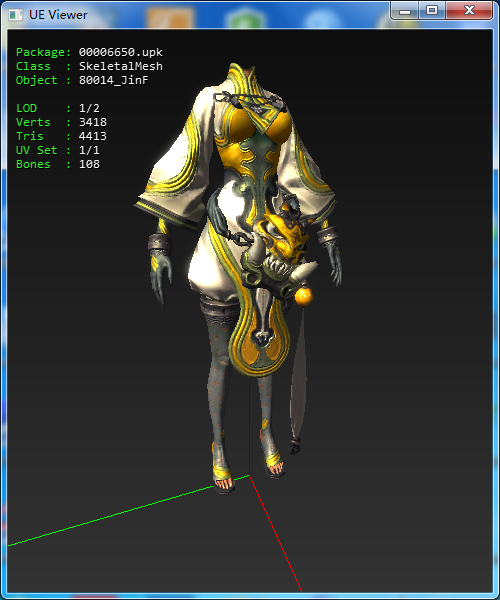 UE Viewer
Package: 00006650.upk
Class : SkeletalMesh
Object : 80014_JinF
LOD : 1/2
Verts : 3418
Tris : 4413
UV Set : 1/1
Bones : 108